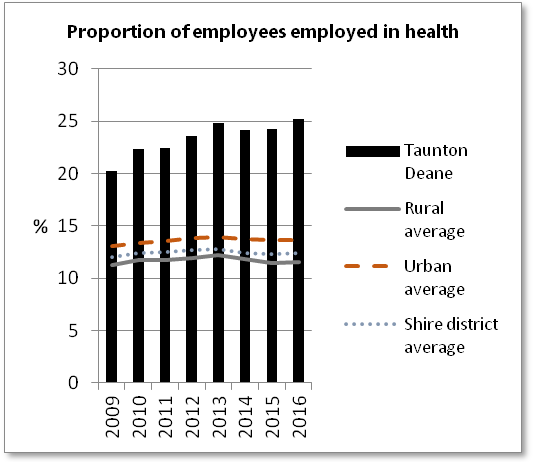 Proportion of employees employed in health
30
25
20
15
10
5
0
%
2009
2010
2011
2012
2013
2014
2015
2016
Taunton
Deane
Rural
average
Urban
average
Shire district
average